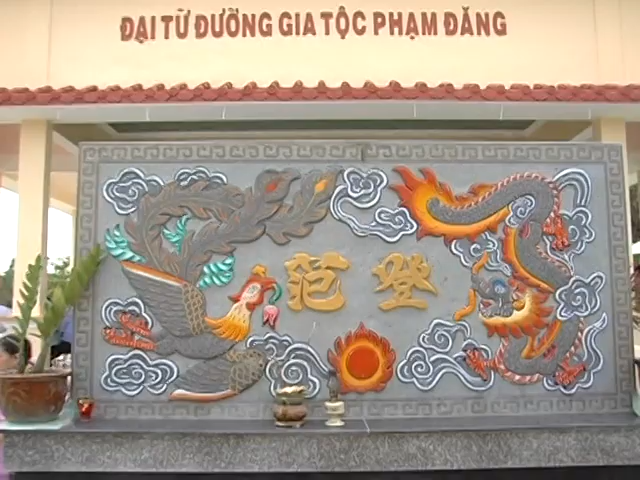 ĐẠI TỪ ĐƯỜNG GIA TỘC PHẠM ĐĂNG
范 登